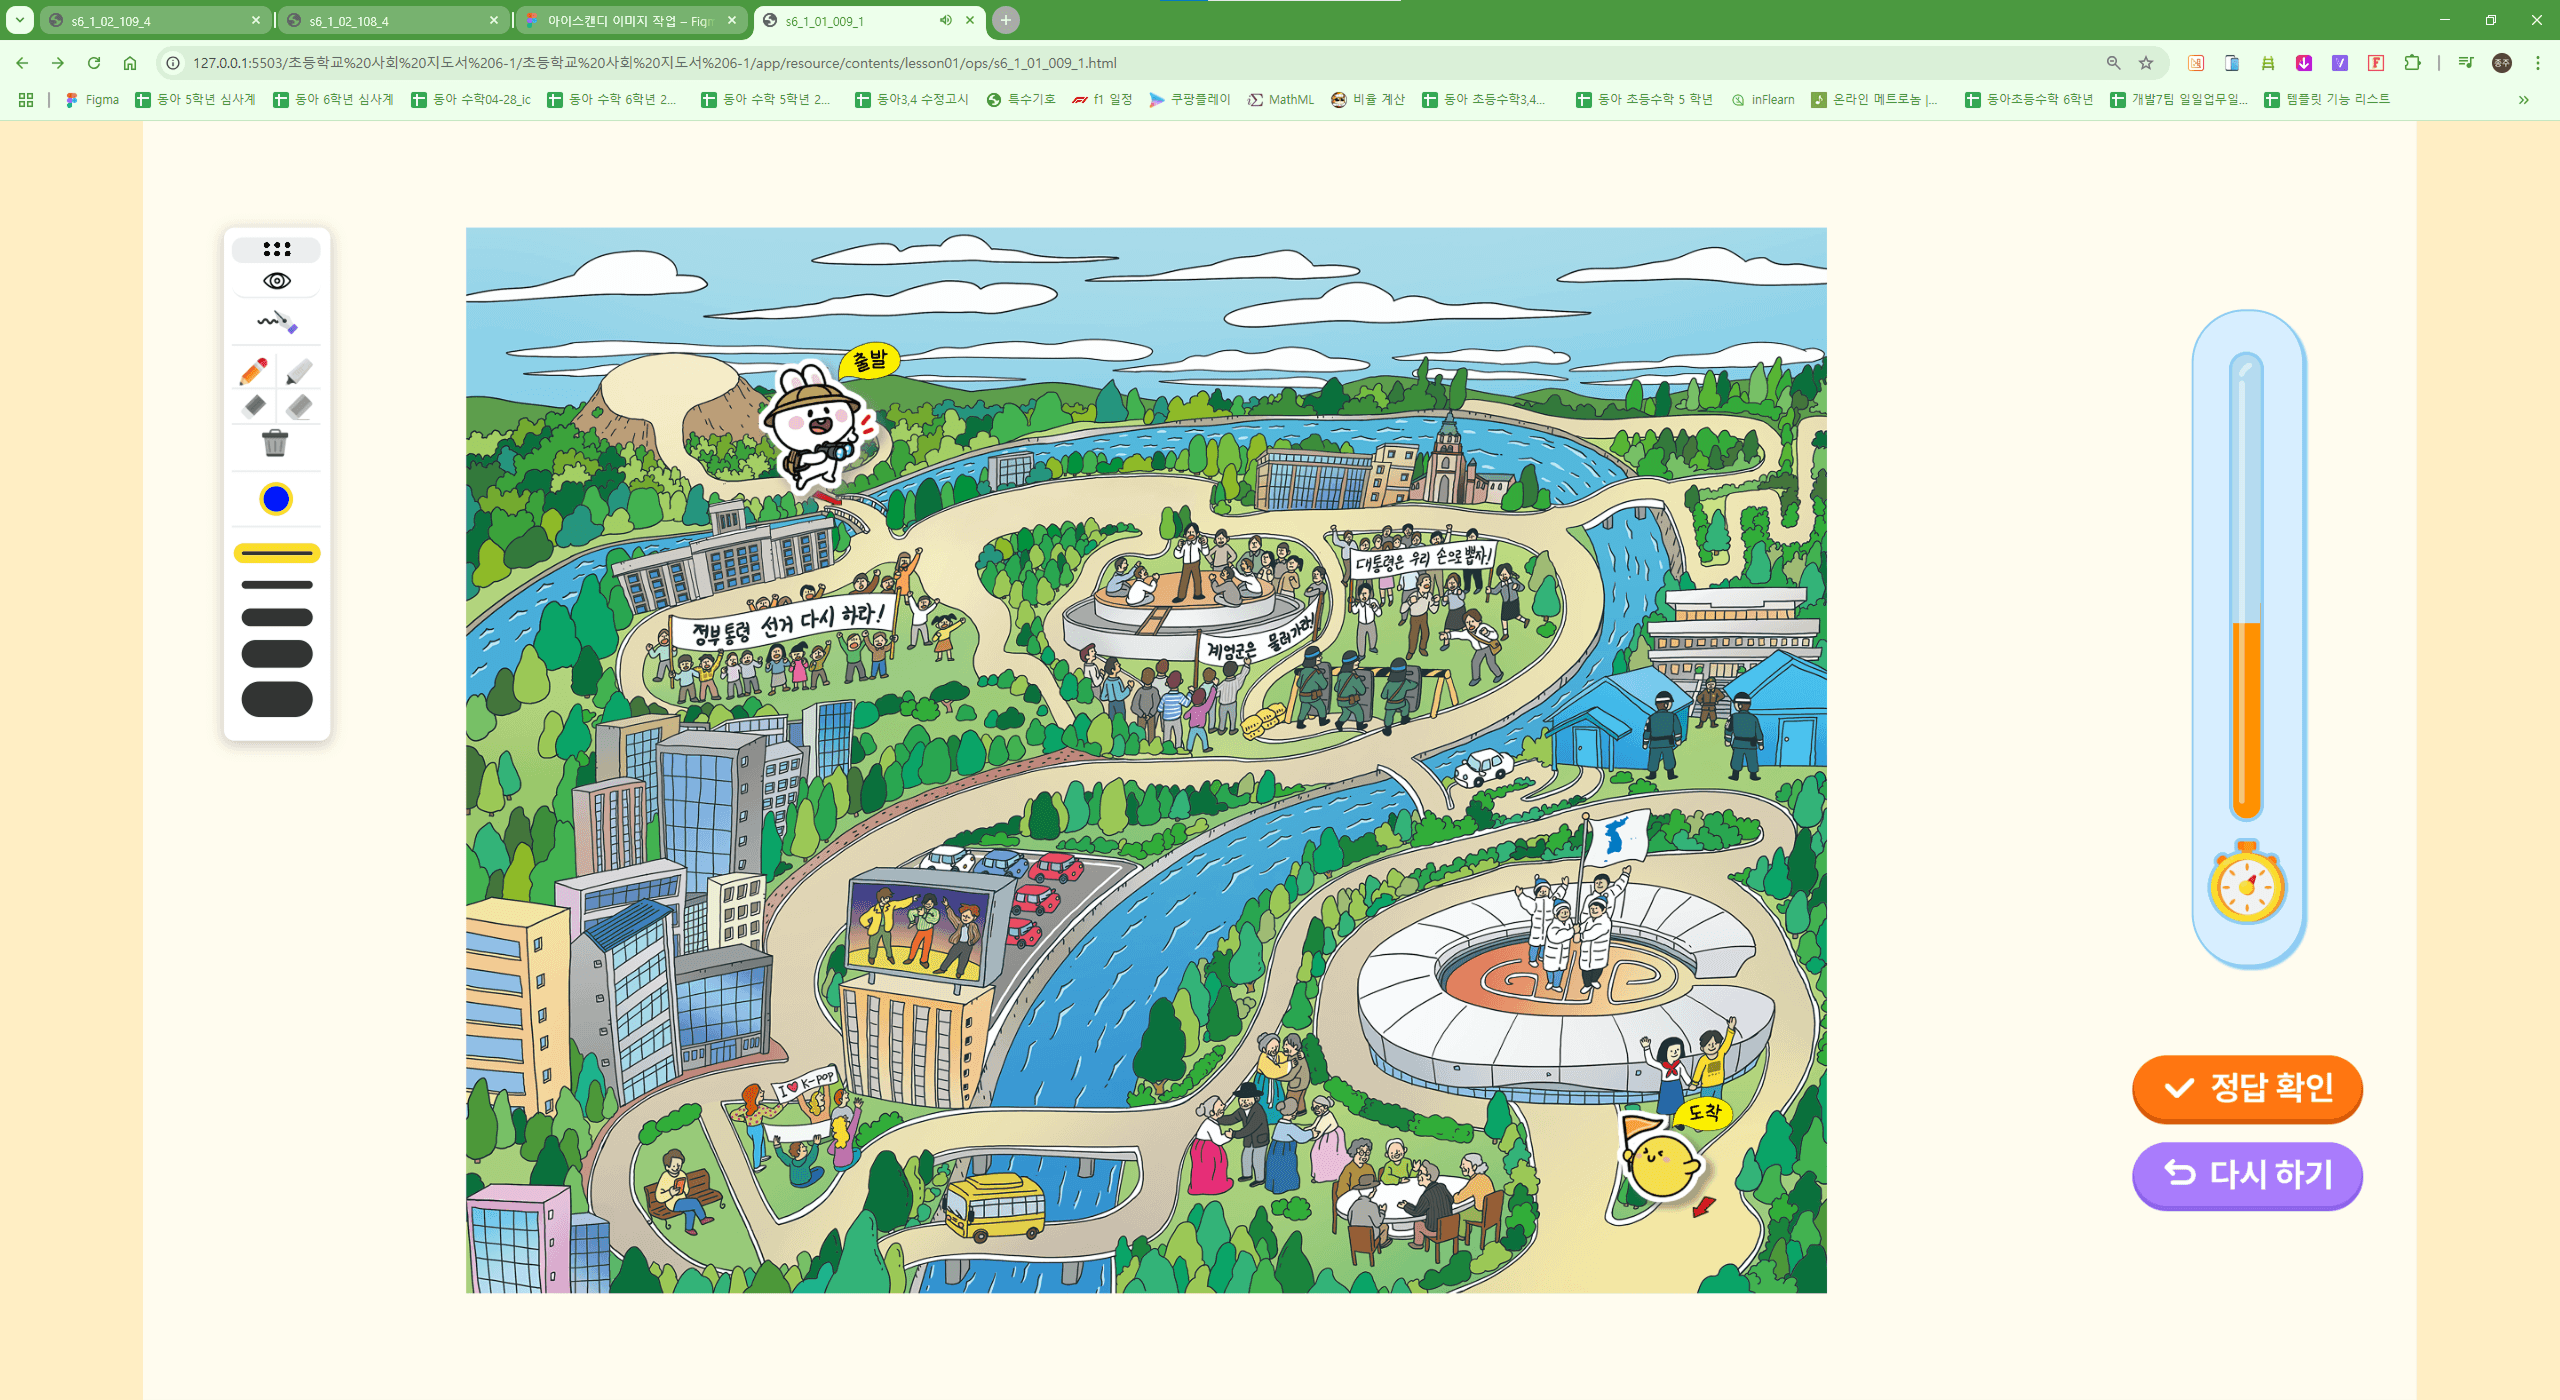 s6_1_02_109_4
s6_1_02_108_4
아이스캔디 이미지 작업 – Figm
s6_1_01_009_1
127.0.0.1:5503/초등학교%20사회%20지도서%206-1/초등학교%20사회%20지도서%206-1/app/resource/contents/lesson01/ops/s6_1_01_009_1.html
종주
Figma
동아 5학년 심사계
동아 6학년 심사계
동아 수학04-28_ic
동아 수학 6학년 2...
동아 수학 5학년 2...
동아3,4 수정고시
특수기호
f1 일정
쿠팡플레이
MathML
비율 계산
동아 초등수학3,4...
동아 초등수학 5 학년
inFlearn
온라인 메트로놈 |...
동아초등수학 6학년
개발7팀 일일업무일...
템플릿 기능 리스트
출발
대통령은 우리 손으로 뽑자!
정부통령 선거 다시 하라!
계엄군은 물러가라!
I ♥ K-pop
도착
정답 확인
다시 하기